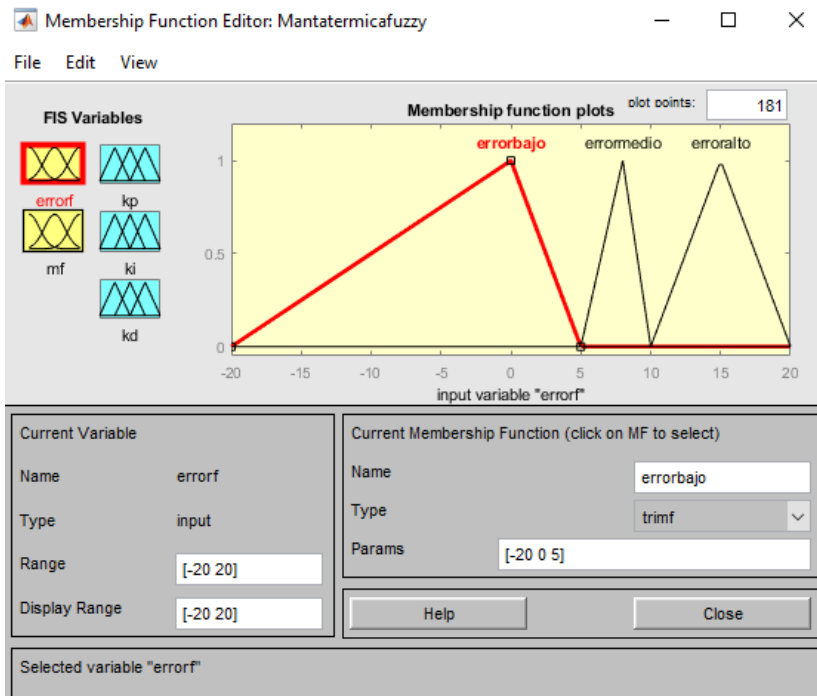 Membership Function Editor: Mantatermicafuzzy
File Edit View
FIS Variables
errorf
kp
mf
ki
kd
Membership function plots
plot points:
181
errorbajo
errormedio
erroralto
1
0.5
0
-20 -15 -10 -5 0 5 10 15 20
input variable "errorf"
Current Variable
Name errorf
Type input
Range [-20 20]
Display Range [-20 20]
Current Membership Function (click on MF to select)
Name errorbajo
Type trimf
Params [-20 0 5]
Help Close
Selected variable "errorf"